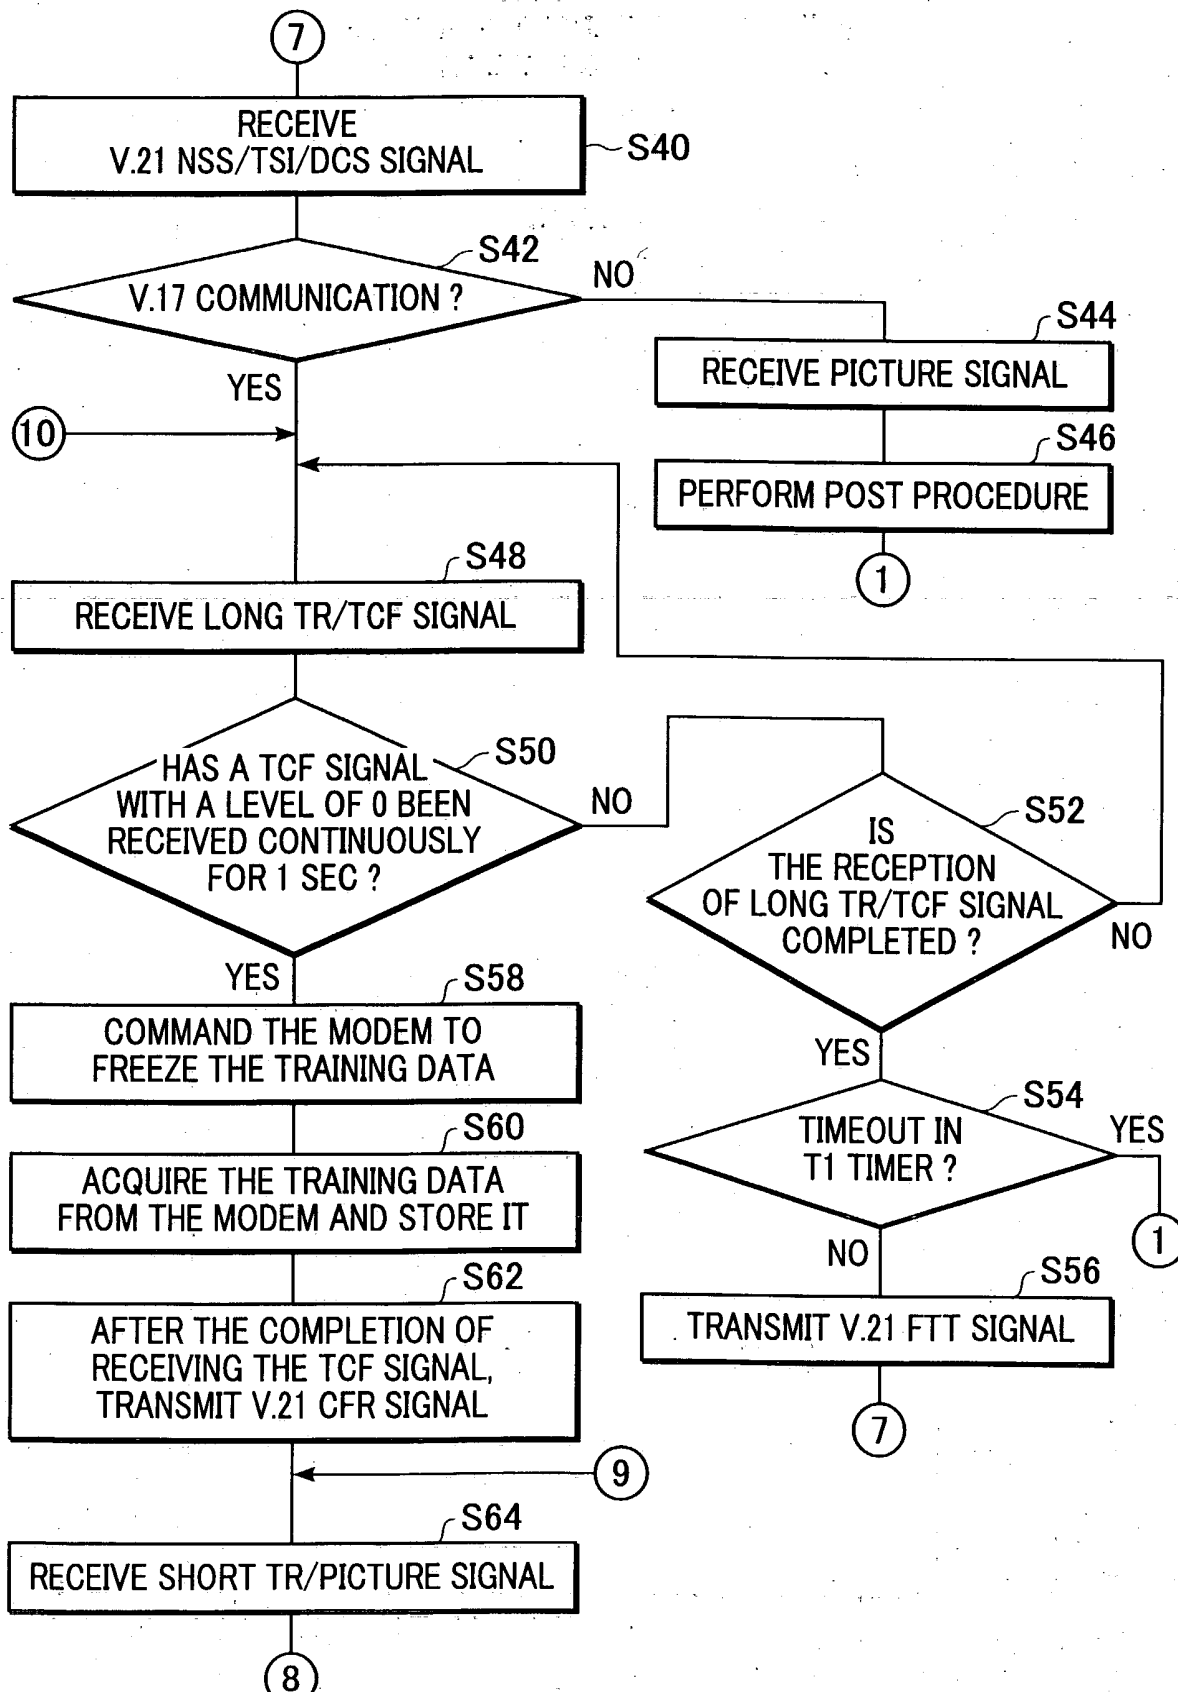 7
RECEIVE
V.21 NSS/TSI/DCS SIGNAL
S40
S42
V.17 COMMUNICATION ?
NO
YES
S44
RECEIVE PICTURE SIGNAL
S46
PERFORM POST PROCEDURE
1
10
S48
RECEIVE LONG TR/TCF SIGNAL
S50
HAS A TCF SIGNAL
WITH A LEVEL OF 0 BEEN
RECEIVED CONTINUOUSLY
FOR 1 SEC ?
NO
YES
S52
IS
THE RECEPTION
OF LONG TR/TCF SIGNAL
COMPLETED ?
NO
YES
S54
TIMEOUT IN
T1 TIMER ?
YES
1
NO
S56
TRANSMIT V.21 FTT SIGNAL
7
S58
COMMAND THE MODEM TO
FREEZE THE TRAINING DATA
S60
ACQUIRE THE TRAINING DATA
FROM THE MODEM AND STORE IT
S62
AFTER THE COMPLETION OF
RECEIVING THE TCF SIGNAL,
TRANSMIT V.21 CFR SIGNAL
9
S64
RECEIVE SHORT TR/PICTURE SIGNAL
8